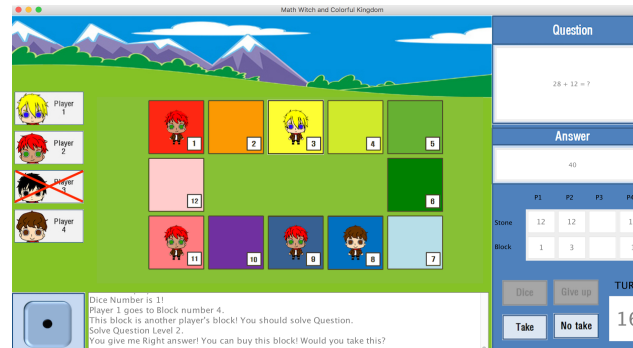 Math Witch and Colorful Kingdom
Question
28 + 12 = ?
Answer
40
P1 P2 P3 P4
Stone 12 12
Block 1 3
Dice Give up TUR
Take No take 16
Player 1
Player 2
Player 3
Player 4
1 2 3 4 5
12 6
11 10 9 8 7
Dice Number is 1!
Player 1 goes to Block number 4.
This block is another player's block! You should solve Question.
Solve Question Level 2.
You give me Right answer! You can buy this block! Would you take this?